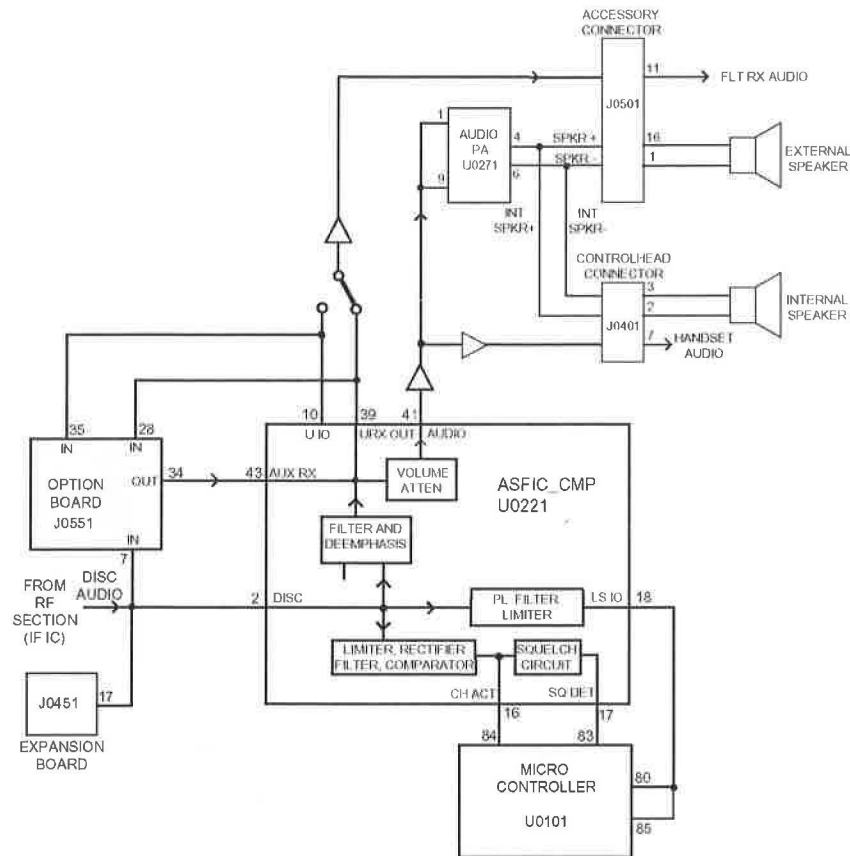 ACCESSORY
CONNECTOR
11
FLT RX AUDIO
J0501
1
AUDIO
PA
U0271
4
SPKR +
16
9
6
SPKR -
1
EXTERNAL
SPEAKER
INT
SPKR+
INT
SPKR-
CONTROLHEAD
CONNECTOR
3
2
J0401
INTERNAL
SPEAKER
7
HANDSET
AUDIO
35
28
10
39
41
IN
IN
U IO
URX OUT
AUDIO
OPTION
BOARD
J0551
OUT
34
43
AUX RX
VOLUME
ATTEN
ASFIC_CMP
U0221
IN
7
FILTER AND
DEEMPHASIS
FROM
RF
SECTION
(IF IC)
DISC
AUDIO
2
DISC
PL FILTER
LIMITER
LS IO
18
LIMITER, RECTIFIER
FILTER, COMPARATOR
SQUELCH
CIRCUIT
J0451
17
EXPANSION
BOARD
CH ACT
SQ DET
16
17
84
83
MICRO
CONTROLLER
U0101
80
85